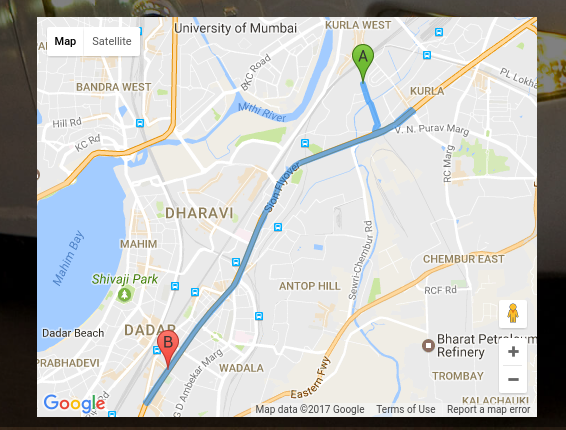 University of Mumbai
KURLA WEST
Map
Satellite
A
BKC Road
BANDRA WEST
KURLA
PL Lokha
Mithi River
Hill Rd
V. N. Purav Marg
KC Rd
RC Marg
Sion Flyover
DHARAVI
MAHIM
Mahim Bay
Sewri-Chembur Rd
CHEMBUR EAST
Shivaji Park
ANTOP HILL
RCF Rd
Dadar Beach
DADAR
B
Bharat Petroleum
Refinery
PRABHADEVI
WADALA
G D Ambekar Marg
Eastern Fwy
TROMBAY
+
−
KALACHAUKI
Google
Map data ©2017 Google
Terms of Use
Report a map error